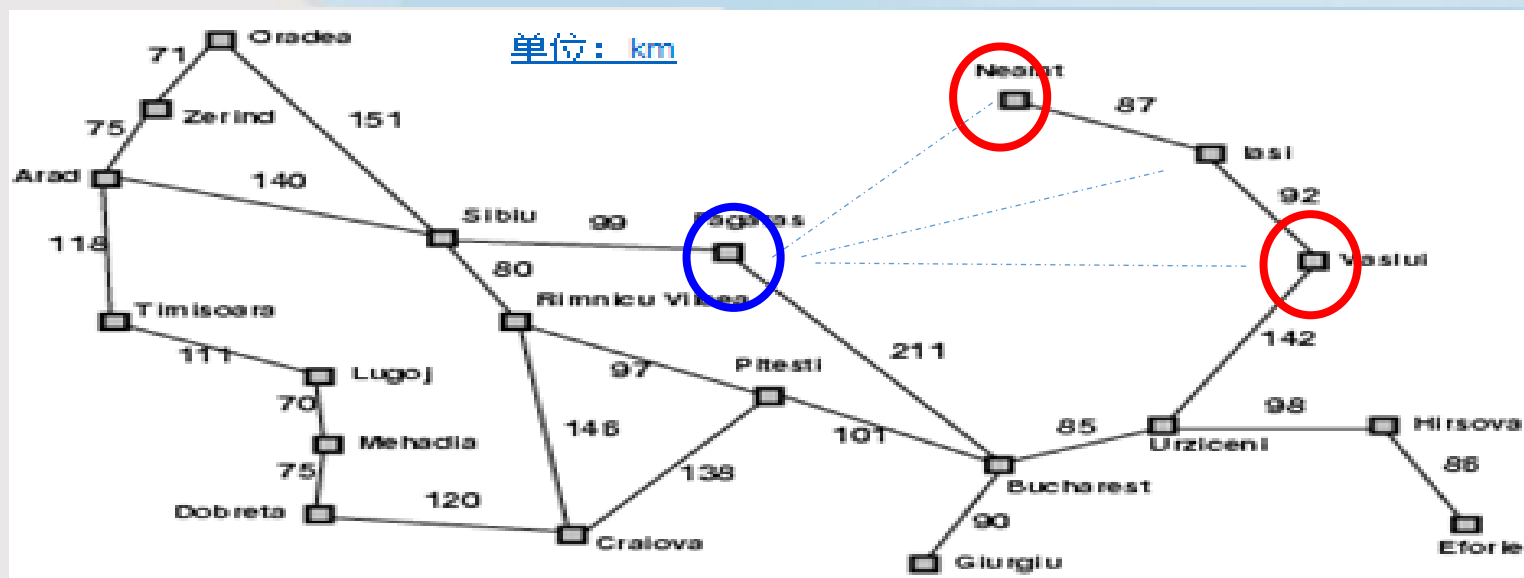 Oradea
单位：km
71
Neamt
87
Zerind
75
151
Iasi
Arad
140
92
Sibiu
99
Fagaras
118
80
Vaslui
Timisoara
Rimnicu Vilcea
142
111
211
Lugoj
97
Pitesti
70
98
Mehadia
146
101
85
Hirsova
Urziceni
75
138
86
Bucharest
Dobreta
120
90
Craiova
Eforie
Giurgiu